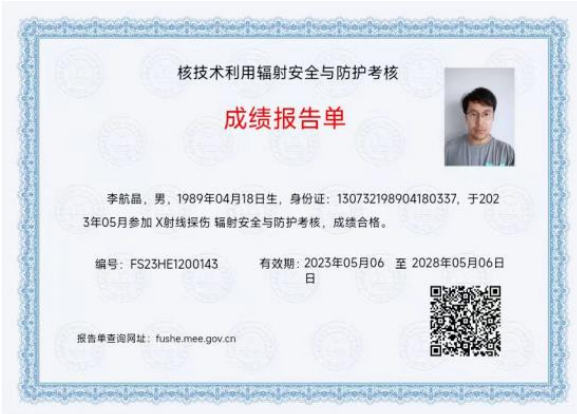 核技术利用辐射安全与防护考核
成绩报告单
李航晶，男，1989年04月18日生，身份证：130732198904180337，于202
3年05月参加 X射线探伤 辐射安全与防护考核，成绩合格。
编号：FS23HE1200143
有效期：2023年05月06 至 2028年05月06日
日
报告单查询网址：fushe.mee.gov.cn